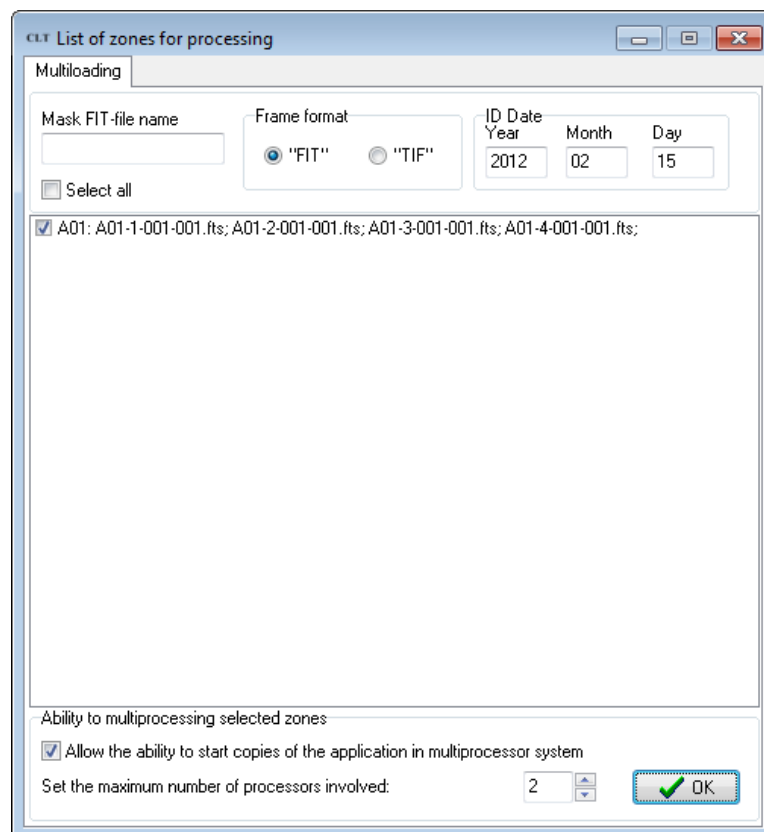 CLT List of zones for processing
Multiloading
Mask FIT-file name
Frame format
"FIT" "TIF"
ID Date
Year Month Day
2012 02 15
Select all
A01: A01-1-001-001.fts; A01-2-001-001.fts; A01-3-001-001.fts; A01-4-001-001.fts;
Ability to multiprocessing selected zones
Allow the ability to start copies of the application in multiprocessor system
Set the maximum number of processors involved: 2 OK